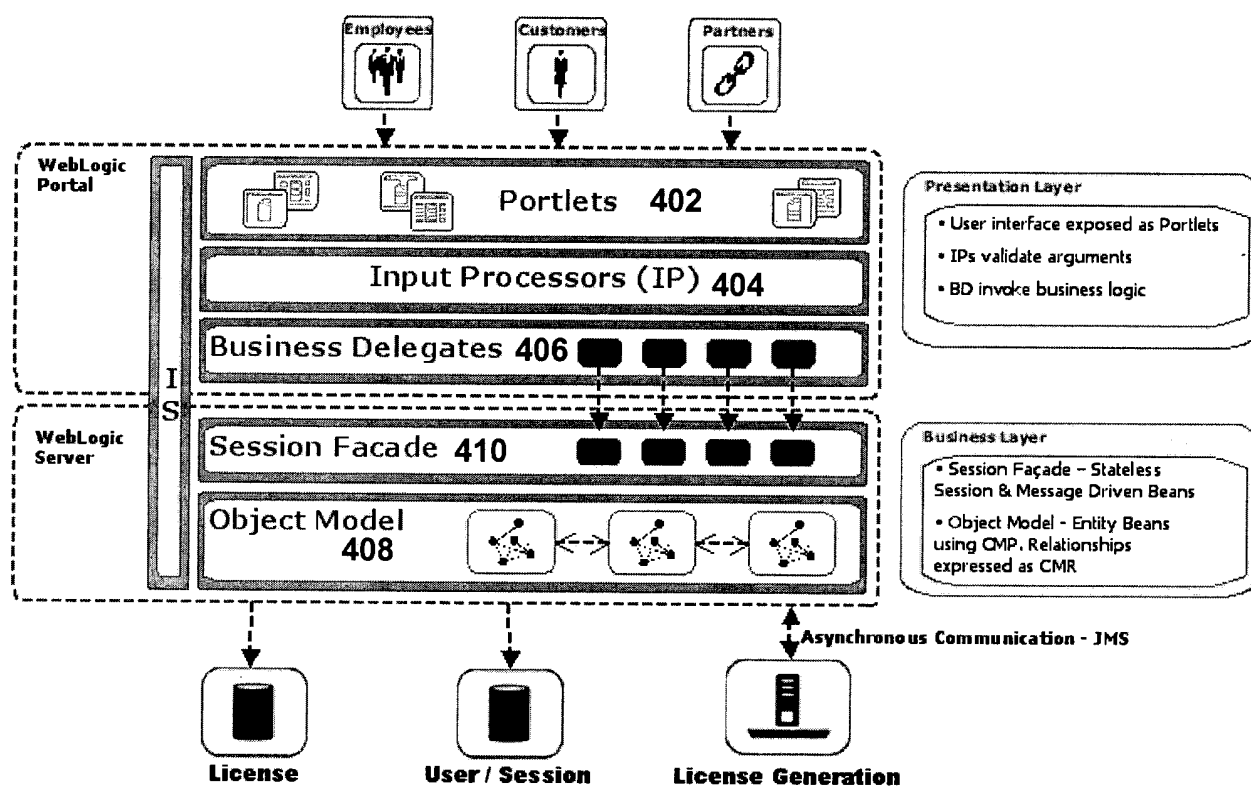 Employees
Customers
Partners
WebLogic
Portal
Portlets 402
Input Processors (IP) 404
Business Delegates 406
I
S
Presentation Layer
• User interface exposed as Portlets
• IPs validate arguments
• BD invoke business logic
WebLogic
Server
Session Facade 410
Object Model
408
Business Layer
• Session Façade – Stateless
Session & Message Driven Beans
• Object Model - Entity Beans
using CMP. Relationships
expressed as CMR
Asynchronous Communication - JMS
License
User / Session
License Generation